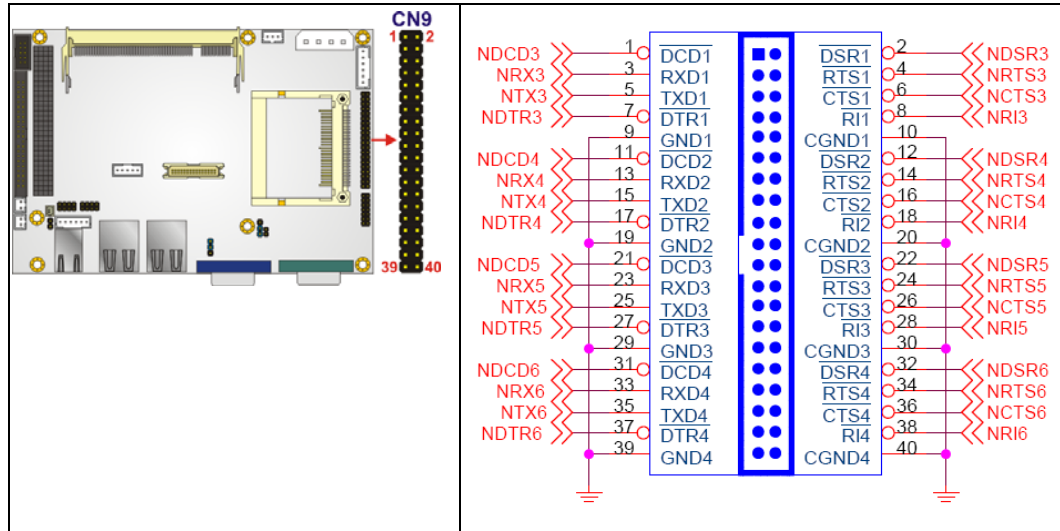 CN9
1 2
39 40
NDCD3 1 DCD1 DSR1 2 NDSR3
NRX3 3 RXD1 RTS1 4 NRTS3
NTX3 5 TXD1 CTS1 6 NCTS3
NDTR3 7 DTR1 RI1 8 NRI3
9 GND1 CGND1 10
NDCD4 11 DCD2 DSR2 12 NDSR4
NRX4 13 RXD2 RTS2 14 NRTS4
NTX4 15 TXD2 CTS2 16 NCTS4
NDTR4 17 DTR2 RI2 18 NRI4
19 GND2 CGND2 20
NDCD5 21 DCD3 DSR3 22 NDSR5
NRX5 23 RXD3 RTS3 24 NRTS5
NTX5 25 TXD3 CTS3 26 NCTS5
NDTR5 27 DTR3 RI3 28 NRI5
29 GND3 CGND3 30
NDCD6 31 DCD4 DSR4 32 NDSR6
NRX6 33 RXD4 RTS4 34 NRTS6
NTX6 35 TXD4 CTS4 36 NCTS6
NDTR6 37 DTR4 RI4 38 NRI6
39 GND4 CGND4 40